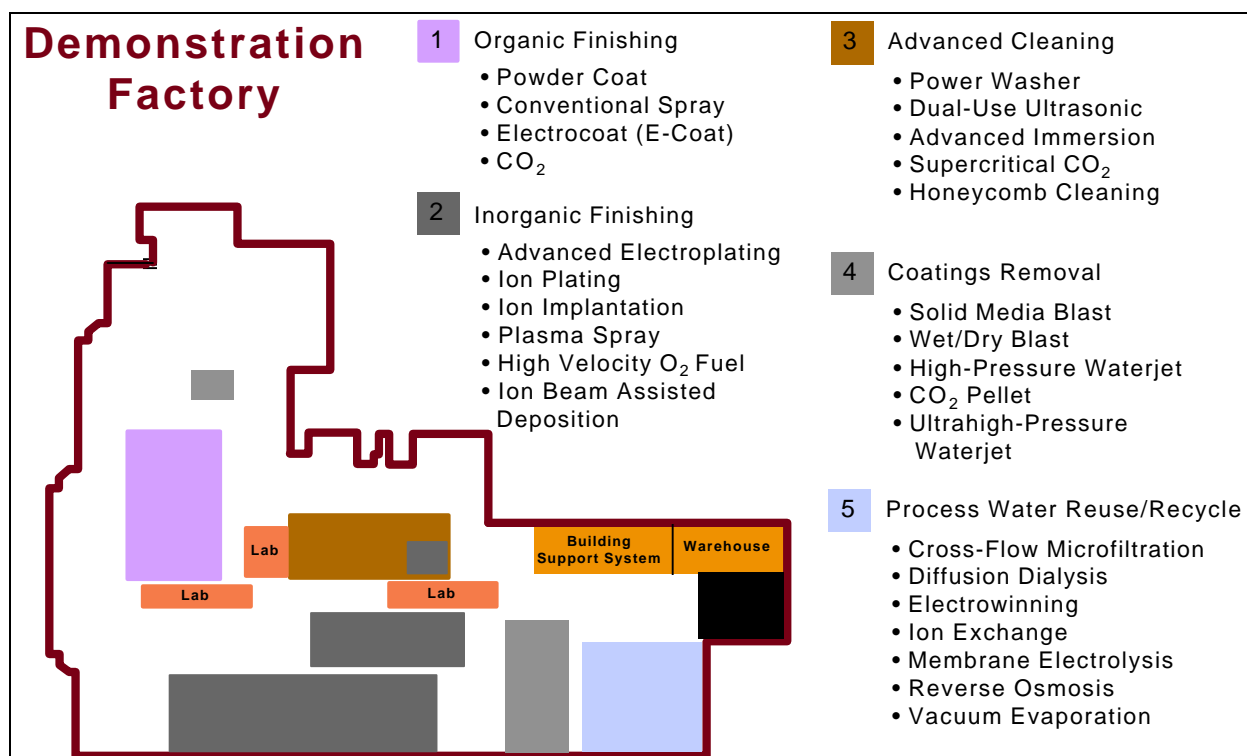 Demonstration
Factory
1 Organic Finishing
• Powder Coat
• Conventional Spray
• Electrocoat (E-Coat)
• CO₂
2 Inorganic Finishing
• Advanced Electroplating
• Ion Plating
• Ion Implantation
• Plasma Spray
• High Velocity O₂ Fuel
• Ion Beam Assisted
Deposition
3 Advanced Cleaning
• Power Washer
• Dual-Use Ultrasonic
• Advanced Immersion
• Supercritical CO₂
• Honeycomb Cleaning
4 Coatings Removal
• Solid Media Blast
• Wet/Dry Blast
• High-Pressure Waterjet
• CO₂ Pellet
• Ultrahigh-Pressure
Waterjet
5 Process Water Reuse/Recycle
• Cross-Flow Microfiltration
• Diffusion Dialysis
• Electrowinning
• Ion Exchange
• Membrane Electrolysis
• Reverse Osmosis
• Vacuum Evaporation
Lab
Lab
Lab
Building
Support System
Warehouse